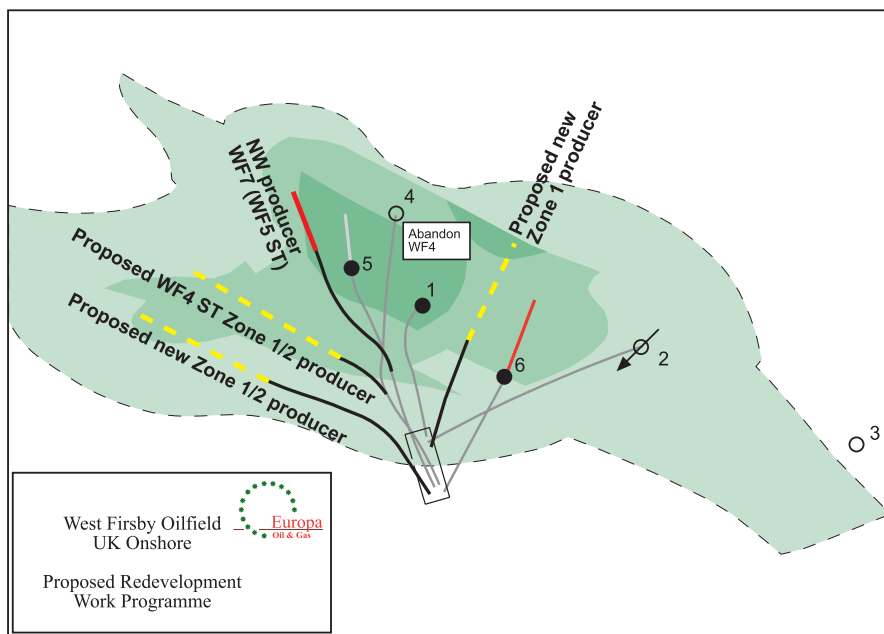 Proposed new
Zone 1 producer
NW producer
WF7 (WF5 ST)
4
Abandon
WF4
5
1
Proposed WF4 ST Zone 1/2 producer
Proposed new Zone 1/2 producer
6
2
3
West Firsby Oilfield
UK Onshore
Europa
Oil & Gas
Proposed Redevelopment
Work Programme